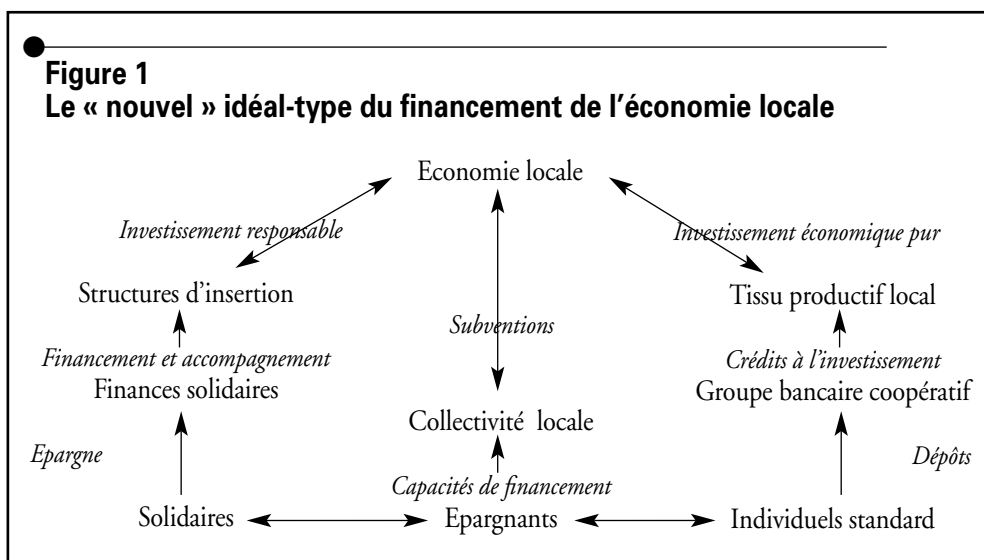 Figure 1
Le « nouvel » idéal-type du financement de l’économie locale
Economie locale
Investissement responsable
Investissement économique pur
Structures d’insertion
Tissu productif local
Subventions
Financement et accompagnement
Crédits à l’investissement
Finances solidaires
Groupe bancaire coopératif
Collectivité locale
Epargne
Dépôts
Capacités de financement
Solidaires
Epargnants
Individuels standard